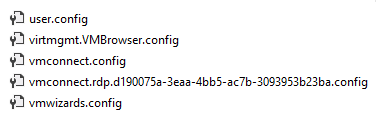 user.config
virtmgmt.VMBrowser.config
vmconnect.config
vmconnect.rdp.d190075a-3eaa-4bb5-ac7b-3093953b23ba.config
vmwizards.config